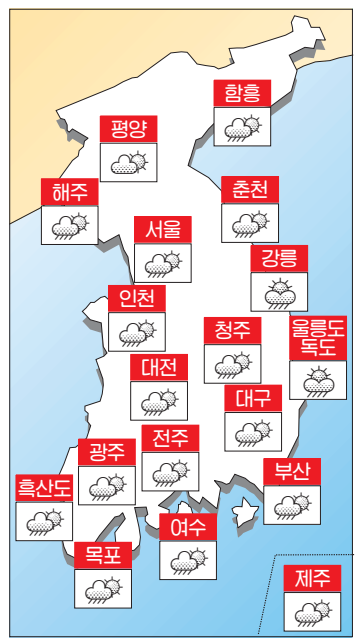 함흥
평양
해주
춘천
서울
강릉
인천
울릉도
독도
청주
대전
대구
전주
광주
부산
흑산도
여수
목포
제주